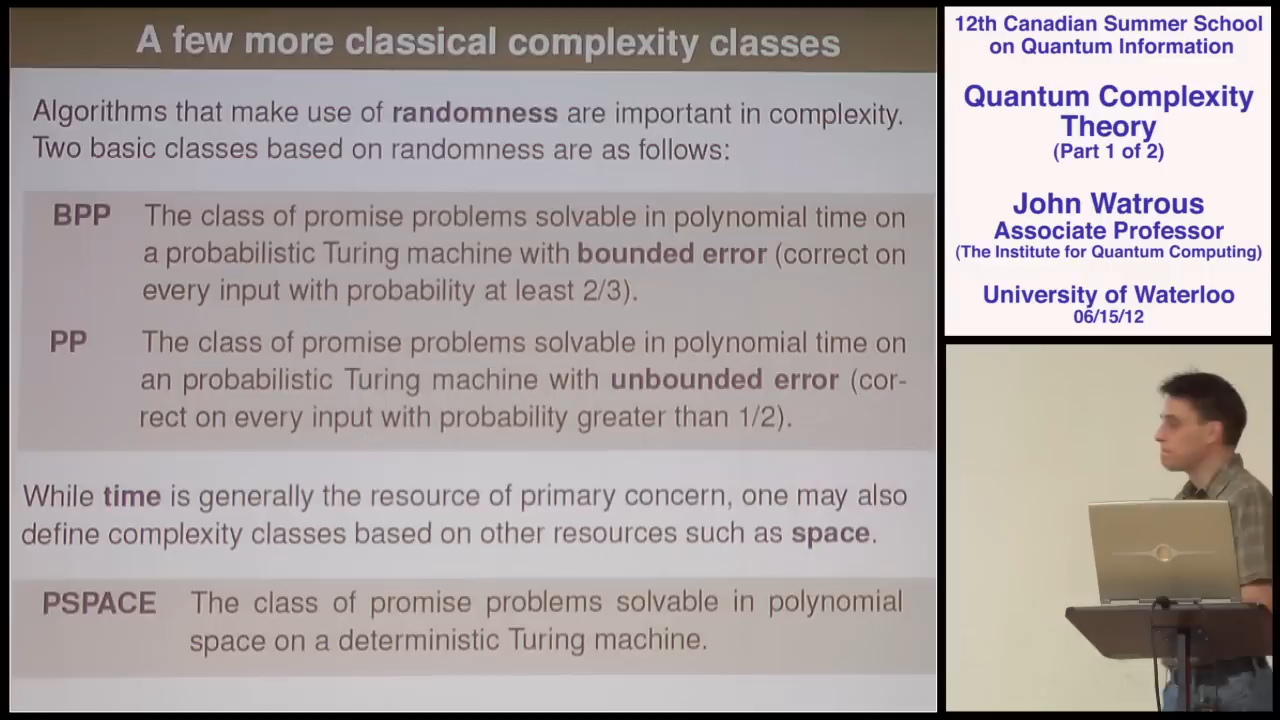 A few more classical complexity classes
Algorithms that make use of randomness are important in complexity.
Two basic classes based on randomness are as follows:
BPP The class of promise problems solvable in polynomial time on
a probabilistic Turing machine with bounded error (correct on
every input with probability at least 2/3).
PP The class of promise problems solvable in polynomial time on
an probabilistic Turing machine with unbounded error (cor-
rect on every input with probability greater than 1/2).
While time is generally the resource of primary concern, one may also
define complexity classes based on other resources such as space.
PSPACE The class of promise problems solvable in polynomial
space on a deterministic Turing machine.
12th Canadian Summer School
on Quantum Information
Quantum Complexity
Theory
(Part 1 of 2)
John Watrous
Associate Professor
(The Institute for Quantum Computing)
University of Waterloo
06/15/12